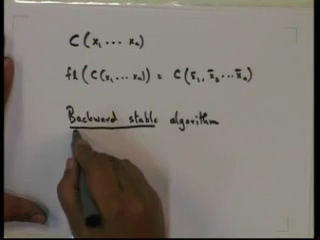 C(x₁ ... xₙ)
fl(C(x₁ ... xₙ)) = C(x̄₁, x̄₂ ... x̄ₙ)
Backward stable algorithm